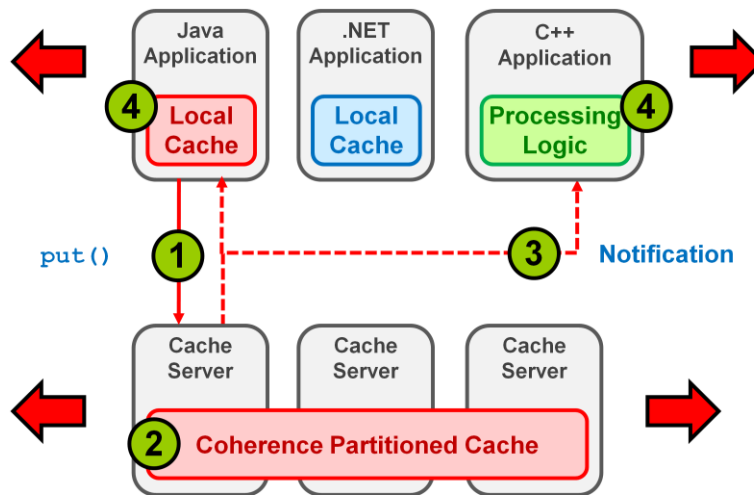 Java
Application
.NET
Application
C++
Application
4
Local
Cache
Local
Cache
Processing
Logic
4
put()
1
3
Notification
Cache
Server
Cache
Server
Cache
Server
2
Coherence Partitioned Cache